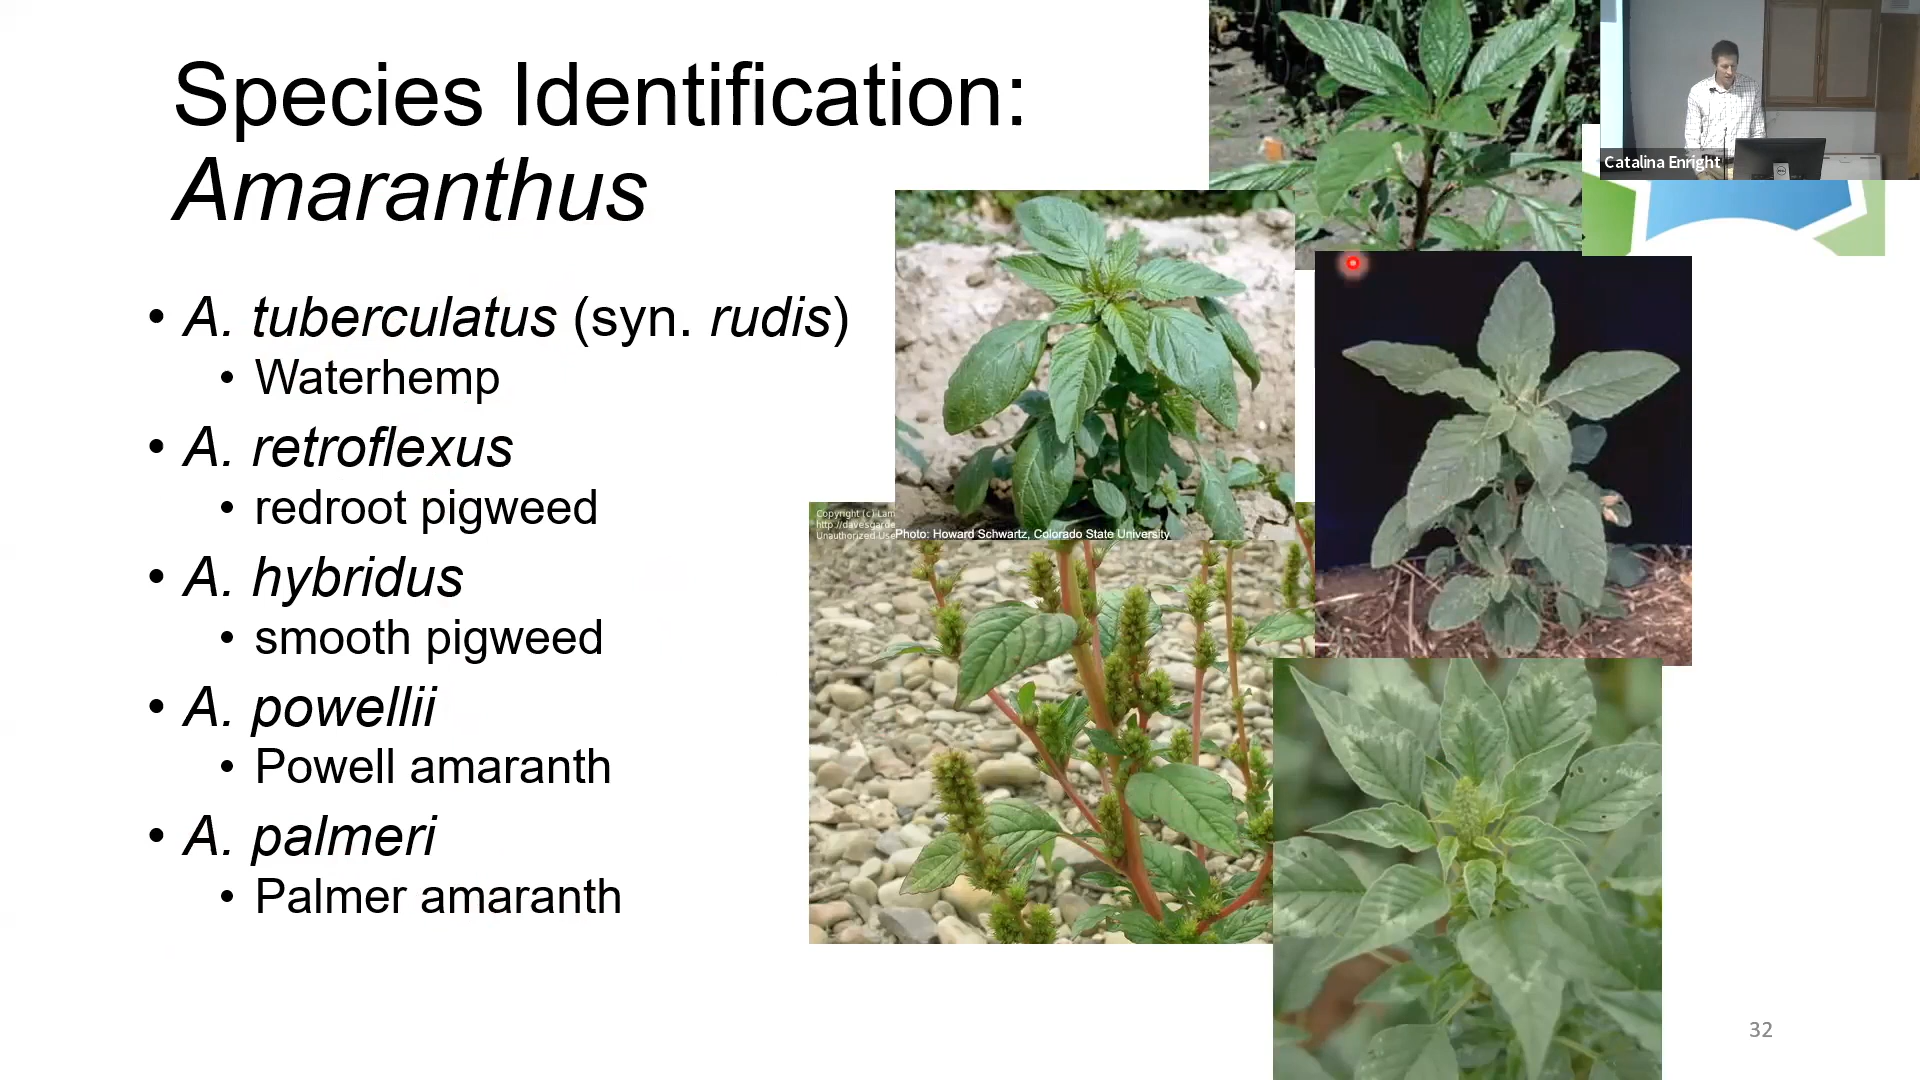 Species Identification:
Amaranthus
Catalina Enright
• A. tuberculatus (syn. rudis)
• Waterhemp
• A. retroflexus
• redroot pigweed
• A. hybridus
• smooth pigweed
• A. powellii
• Powell amaranth
• A. palmeri
• Palmer amaranth
Copyright (c) Lam
http://davesgarde
Unauthorized Use
Photo: Howard Schwartz, Colorado State University
32